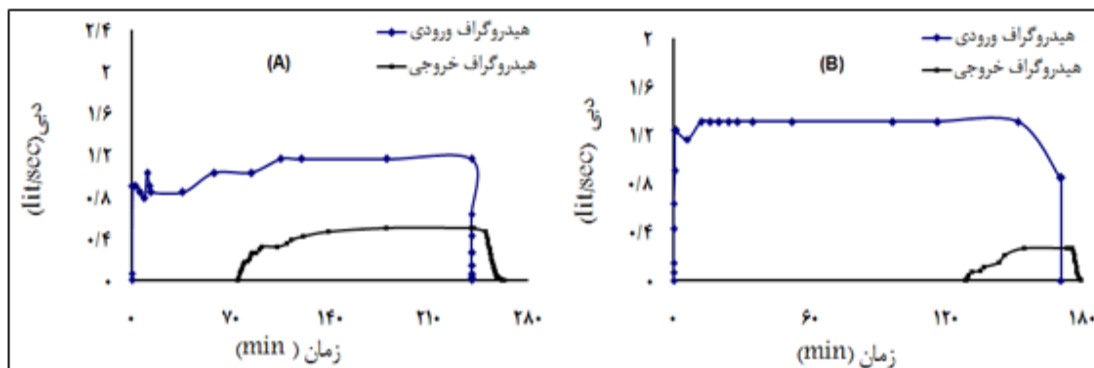 (A)
هیدروگراف ورودی
هیدروگراف خروجی
۲/۴
۲
۱/۶
۱/۲
۰/۸
۰/۴
۰
دبی (lit/sec)
۰ ۷۰ ۱۴۰ ۲۱۰ ۲۸۰
زمان (min)
(B)
هیدروگراف ورودی
هیدروگراف خروجی
۲
۱/۶
۱/۲
۰/۸
۰/۴
۰
دبی (lit/sec)
۰ ۶۰ ۱۲۰ ۱۸۰
زمان (min)